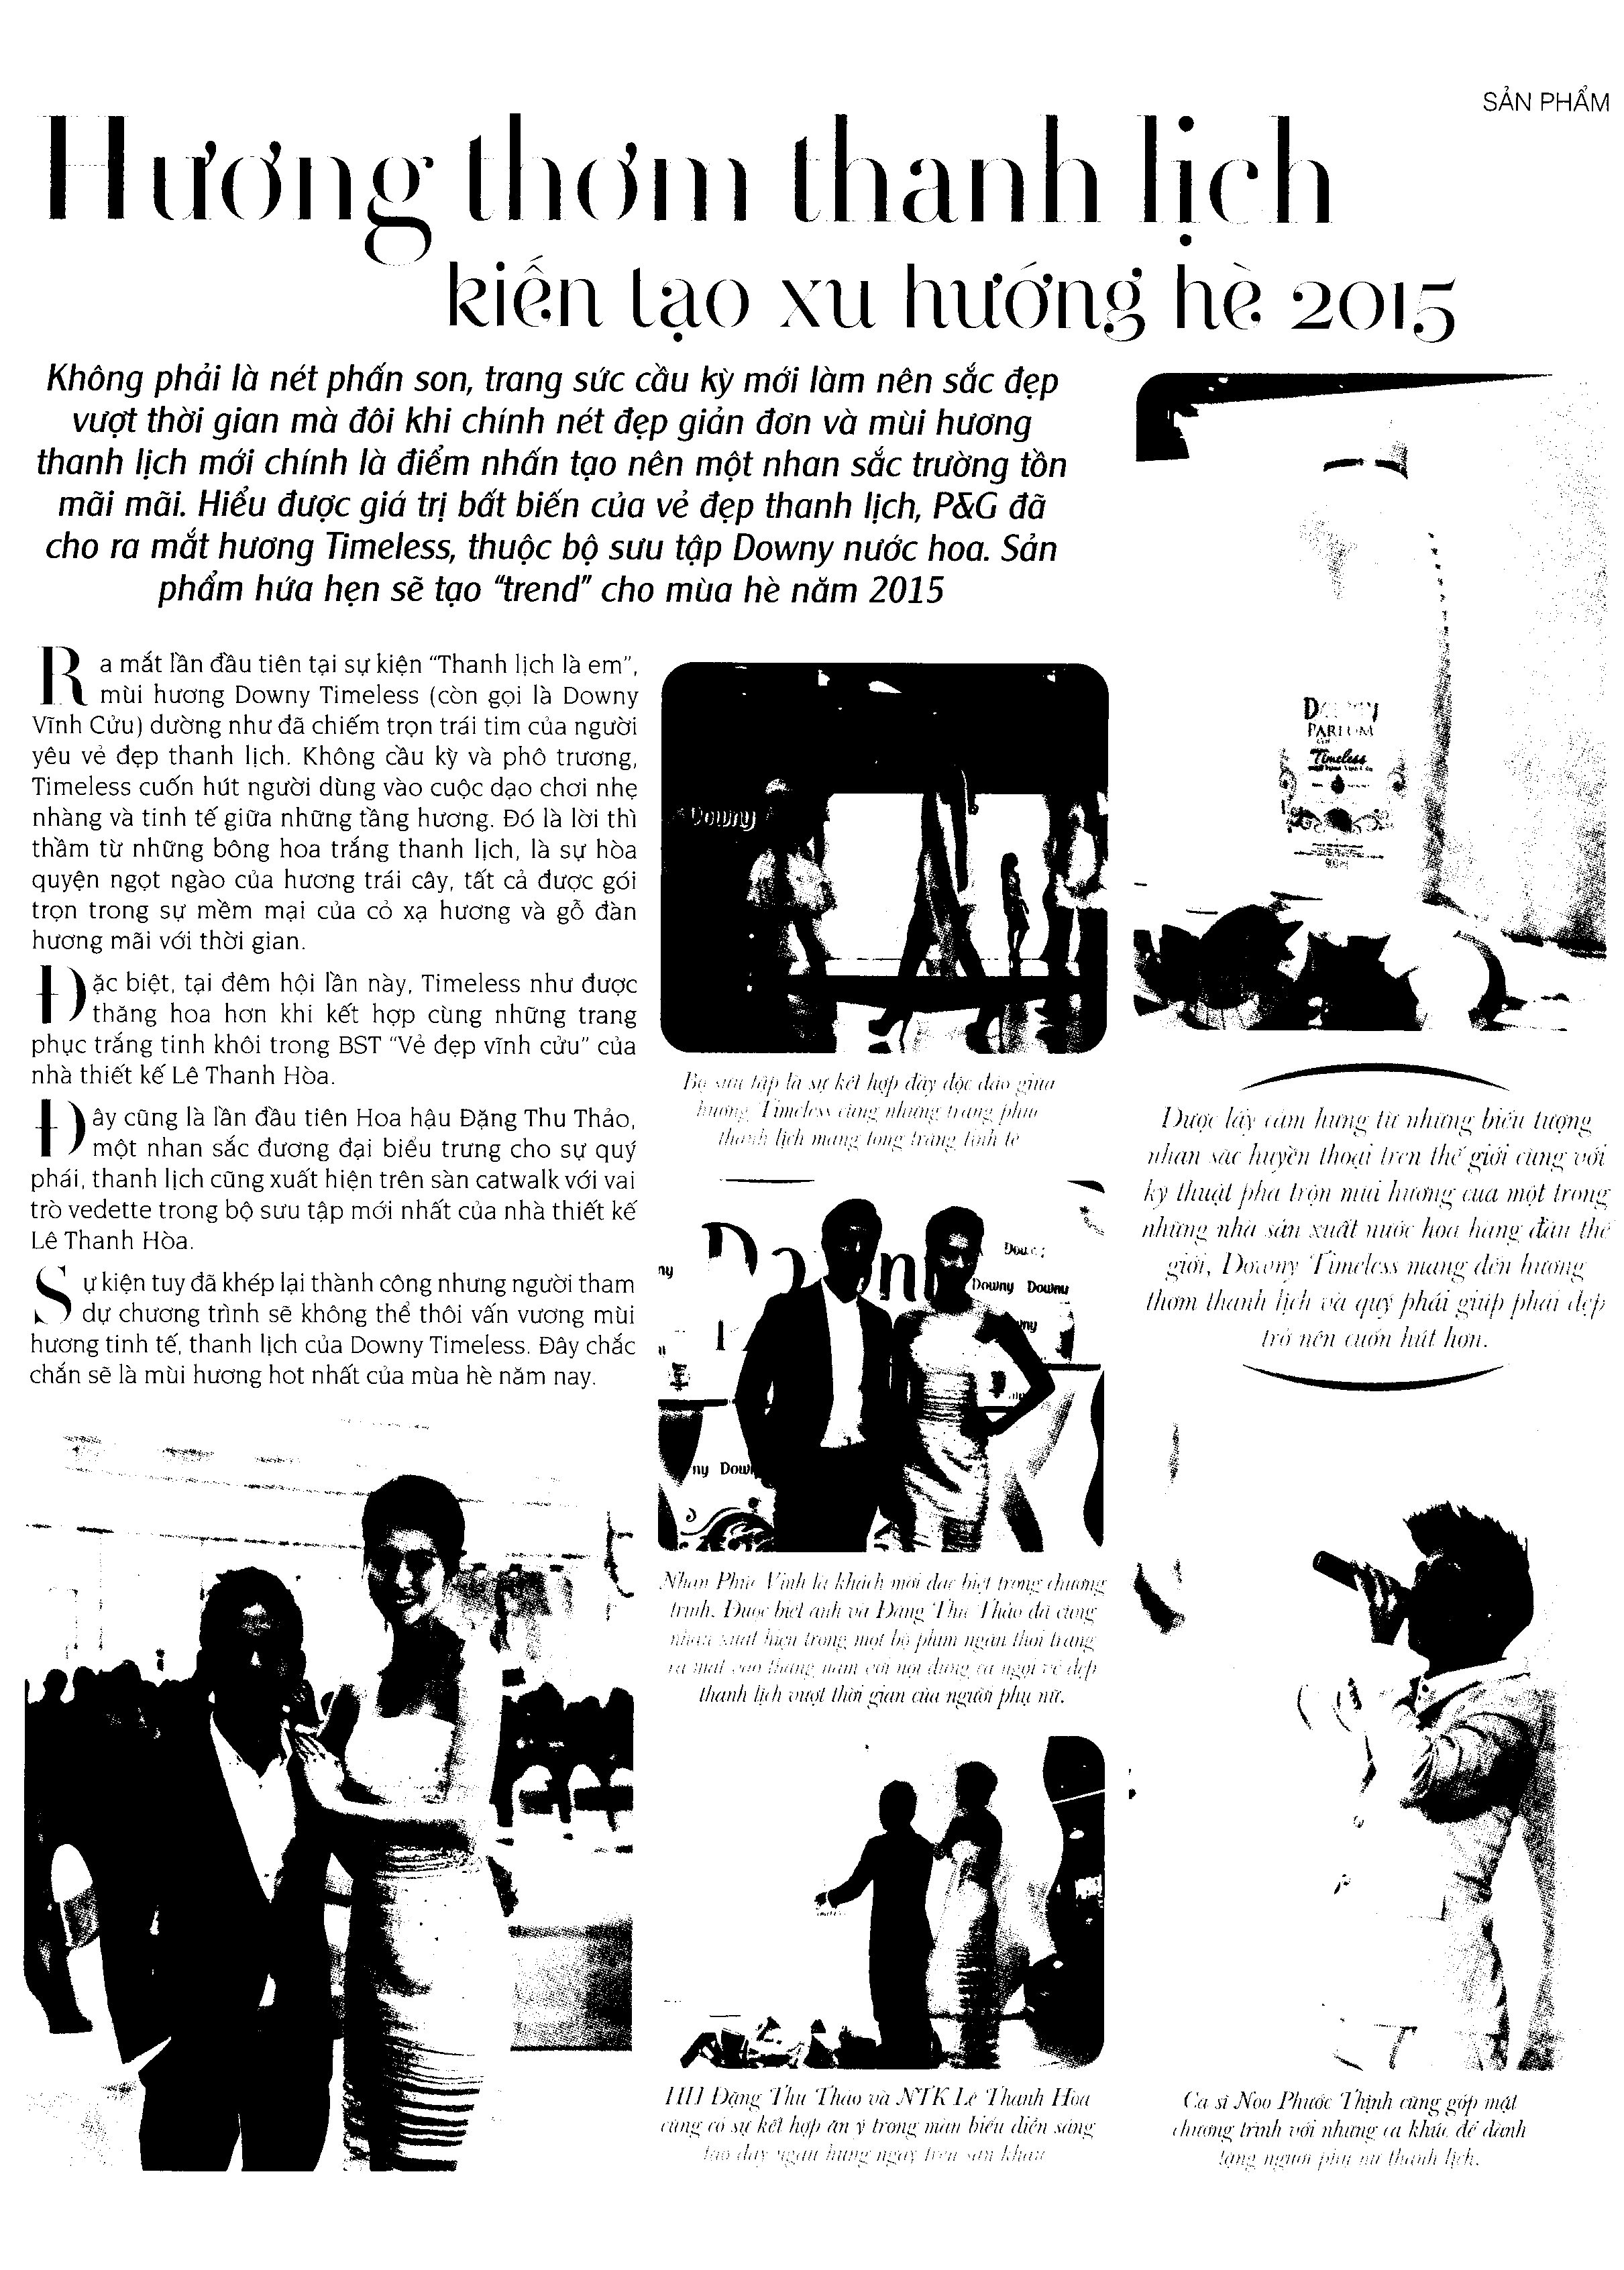 SẢN PHẨM
Hương thơm thanh lịch
kiến tạo xu hướng hè 2015
Không phải là nét phấn son, trang sức cầu kỳ mới làm nên sắc đẹp
vượt thời gian mà đôi khi chính nét đẹp giản đơn và mùi hương
thanh lịch mới chính là điểm nhấn tạo nên một nhan sắc trường tồn
mãi mãi. Hiểu được giá trị bất biến của vẻ đẹp thanh lịch, P&G đã
cho ra mắt hương Timeless, thuộc bộ sưu tập Downy nước hoa. Sản
phẩm hứa hẹn sẽ tạo "trend" cho mùa hè năm 2015
Ra mắt lần đầu tiên tại sự kiện "Thanh lịch là em",
mùi hương Downy Timeless (còn gọi là Downy
Vĩnh Cửu) dường như đã chiếm trọn trái tim của người
yêu vẻ đẹp thanh lịch. Không cầu kỳ và phô trương,
Timeless cuốn hút người dùng vào cuộc dạo chơi nhẹ
nhàng và tinh tế giữa những tầng hương. Đó là lời thì
thầm từ những bông hoa trắng thanh lịch, là sự hòa
quyện ngọt ngào của hương trái cây, tất cả được gói
trọn trong sự mềm mại của cỏ xạ hương và gỗ đàn
hương mãi với thời gian.
Đặc biệt, tại đêm hội lần này, Timeless như được
thăng hoa hơn khi kết hợp cùng những trang
phục trắng tinh khôi trong BST "Vẻ đẹp vĩnh cửu" của
nhà thiết kế Lê Thanh Hòa.
Đây cũng là lần đầu tiên Hoa hậu Đặng Thu Thảo,
một nhan sắc đương đại biểu trưng cho sự quý
phái, thanh lịch cũng xuất hiện trên sàn catwalk với vai
trò vedette trong bộ sưu tập mới nhất của nhà thiết kế
Lê Thanh Hòa.
Sự kiện tuy đã khép lại thành công nhưng người tham
dự chương trình sẽ không thể thôi vấn vương mùi
hương tinh tế, thanh lịch của Downy Timeless. Đây chắc
chắn sẽ là mùi hương hot nhất của mùa hè năm nay.
Downy
Bộ sưu tập là sự kết hợp đầy độc đáo giữa
hương Timeless cùng những trang phục
thanh lịch mang tông trắng tinh tế
Downy
Downy Downy
Nhan Phúc Vinh là khách mời đặc biệt trong chương
trình. Được biết anh và Đặng Thu Thảo đã cùng
nhau xuất hiện trong một bộ phim ngắn thời trang
ra mắt vào tháng năm với nội dung ca ngợi vẻ đẹp
thanh lịch vượt thời gian của người phụ nữ.
HH Đặng Thu Thảo và NTK Lê Thanh Hòa
cùng có sự kết hợp ăn ý trong màn biểu diễn sáng
tạo đầy ngẫu hứng ngay trên sân khấu
Downy
PARFUM
Timeless
Được lấy cảm hứng từ những biểu tượng
nhan sắc huyền thoại trên thế giới cùng với
kỹ thuật pha trộn mùi hương của một trong
những nhà sản xuất nước hoa hàng đầu thế
giới, Downy Timeless mang đến hương
thơm thanh lịch và quý phái giúp phái đẹp
trở nên cuốn hút hơn.
Ca sĩ Noo Phước Thịnh cũng góp mặt
chương trình với những ca khúc để dành
tặng người phụ nữ thanh lịch.